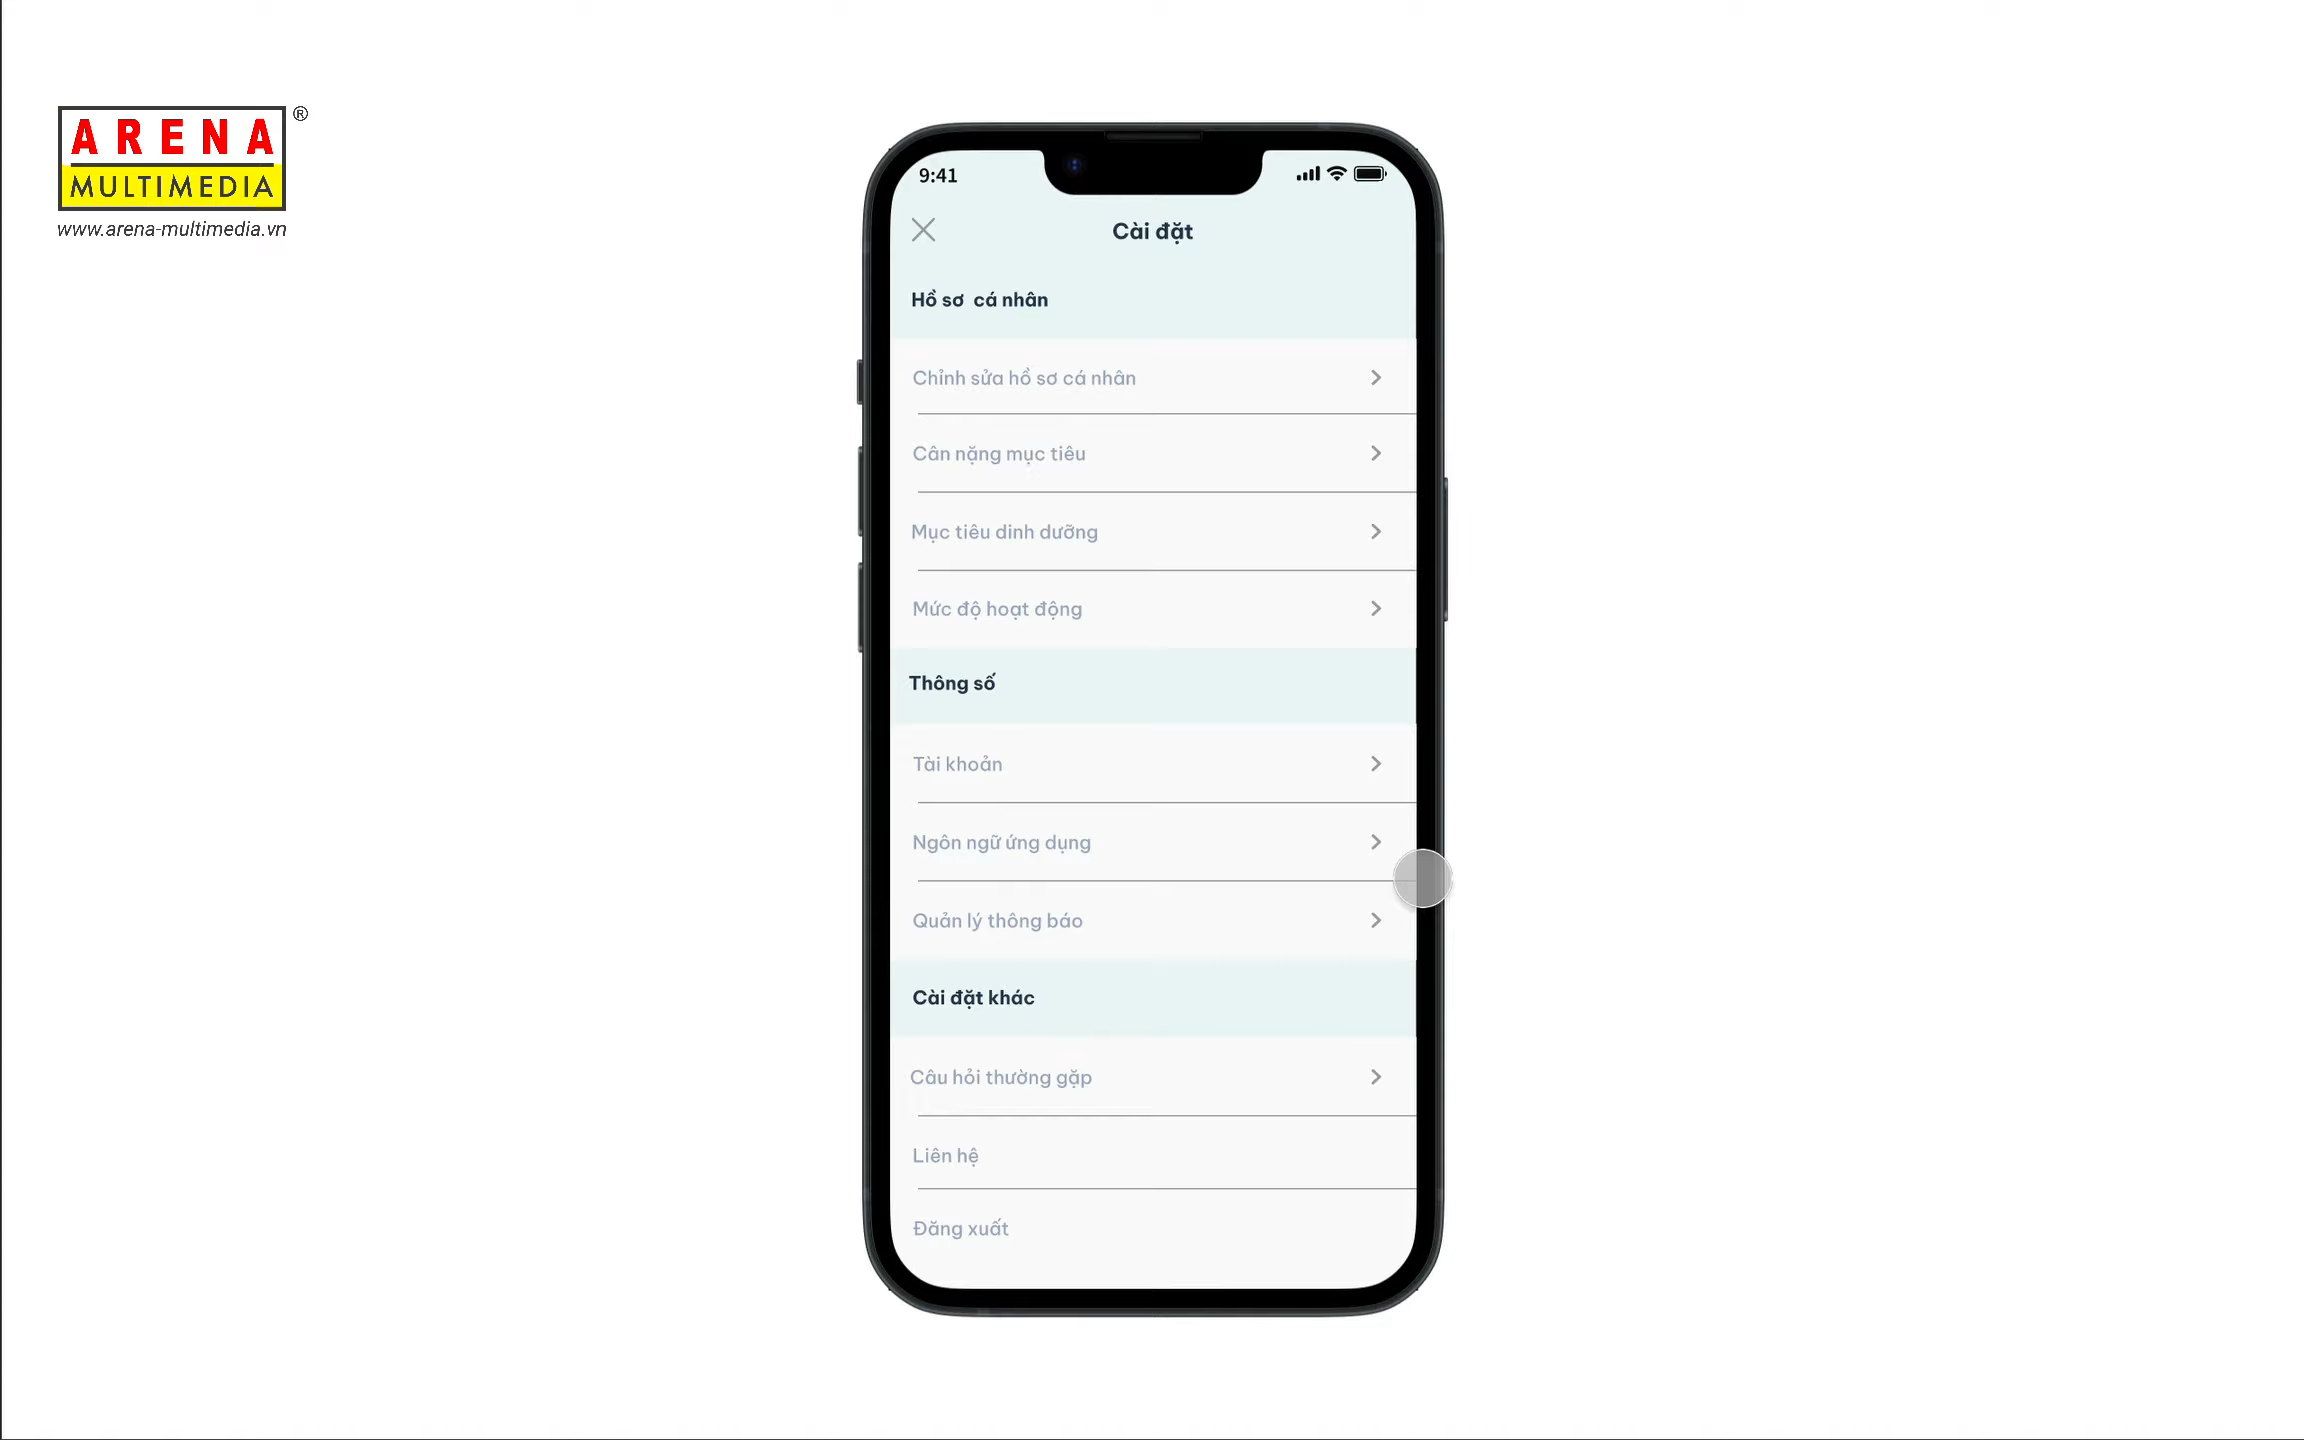 ARENA ®
MULTIMEDIA
www.arena-multimedia.vn
9:41
Cài đặt
Hồ sơ cá nhân
Chỉnh sửa hồ sơ cá nhân
Cân nặng mục tiêu
Mục tiêu dinh dưỡng
Mức độ hoạt động
Thông số
Tài khoản
Ngôn ngữ ứng dụng
Quản lý thông báo
Cài đặt khác
Câu hỏi thường gặp
Liên hệ
Đăng xuất